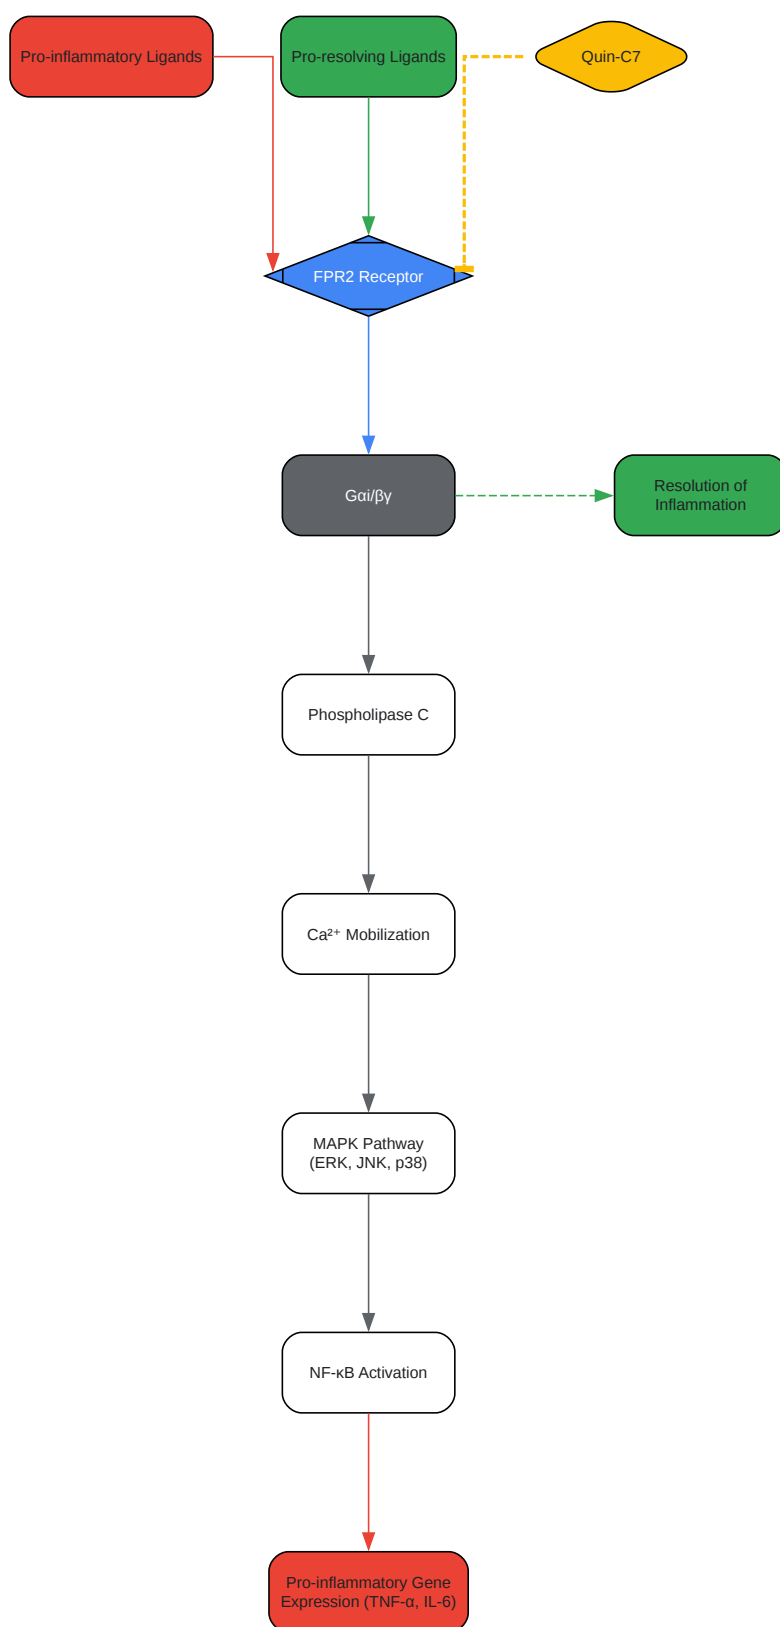 Pro-inflammatory Ligands
Pro-resolving Ligands
Quin-C7
FPR2 Receptor
Gαi/βγ
Resolution of
Inflammation
Phospholipase C
Ca²⁺ Mobilization
MAPK Pathway
(ERK, JNK, p38)
NF-κB Activation
Pro-inflammatory Gene
Expression (TNF-α, IL-6)